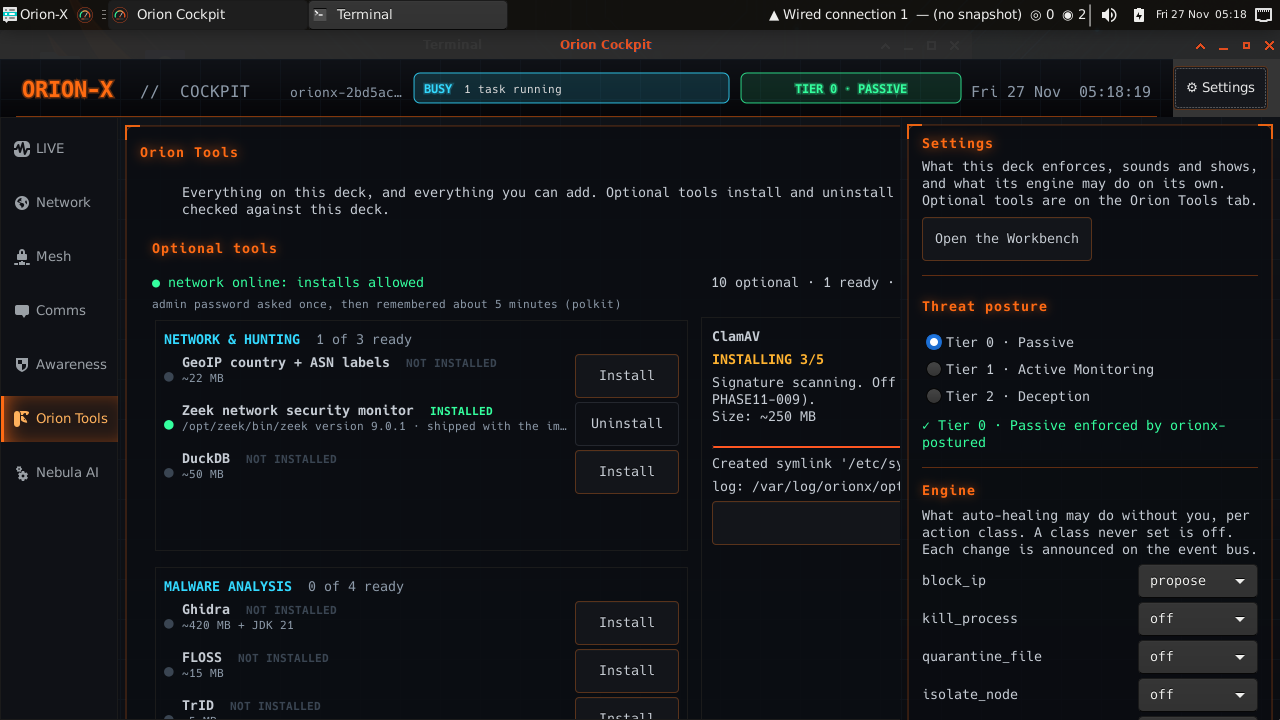 Orion-X
Orion Cockpit
Terminal
Wired connection 1 — (no snapshot) ◎ 0 ◉ 2
Fri 27 Nov 05:18
Terminal
Orion Cockpit
ORION-X // COCKPIT
orionx-2bd5ac…
BUSY 1 task running
TIER 0 · PASSIVE
Fri 27 Nov 05:18:19
⚙ Settings
LIVE
Network
Mesh
Comms
Awareness
Orion Tools
Nebula AI
Orion Tools
Everything on this deck, and everything you can add. Optional tools install and uninstall
checked against this deck.
Optional tools
● network online: installs allowed
admin password asked once, then remembered about 5 minutes (polkit)
10 optional · 1 ready ·
NETWORK & HUNTING 1 of 3 ready
GeoIP country + ASN labels NOT INSTALLED
~22 MB
Install
Zeek network security monitor INSTALLED
/opt/zeek/bin/zeek version 9.0.1 · shipped with the im…
Uninstall
DuckDB NOT INSTALLED
~50 MB
Install
MALWARE ANALYSIS 0 of 4 ready
Ghidra NOT INSTALLED
~420 MB + JDK 21
Install
FLOSS NOT INSTALLED
~15 MB
Install
TrID NOT INSTALLED
Install
ClamAV
INSTALLING 3/5
Signature scanning. Off
PHASE11-009).
Size: ~250 MB
Created symlink '/etc/sy
log: /var/log/orionx/opt
Settings
What this deck enforces, sounds and shows,
and what its engine may do on its own.
Optional tools are on the Orion Tools tab.
Open the Workbench
Threat posture
Tier 0 · Passive
Tier 1 · Active Monitoring
Tier 2 · Deception
✓ Tier 0 · Passive enforced by orionx-
postured
Engine
What auto-healing may do without you, per
action class. A class never set is off.
Each change is announced on the event bus.
block_ip propose
kill_process off
quarantine_file off
isolate_node off